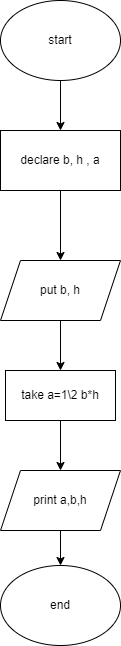 start
declare b, h , a
put b, h
take a=1\2 b*h
print a,b,h
end